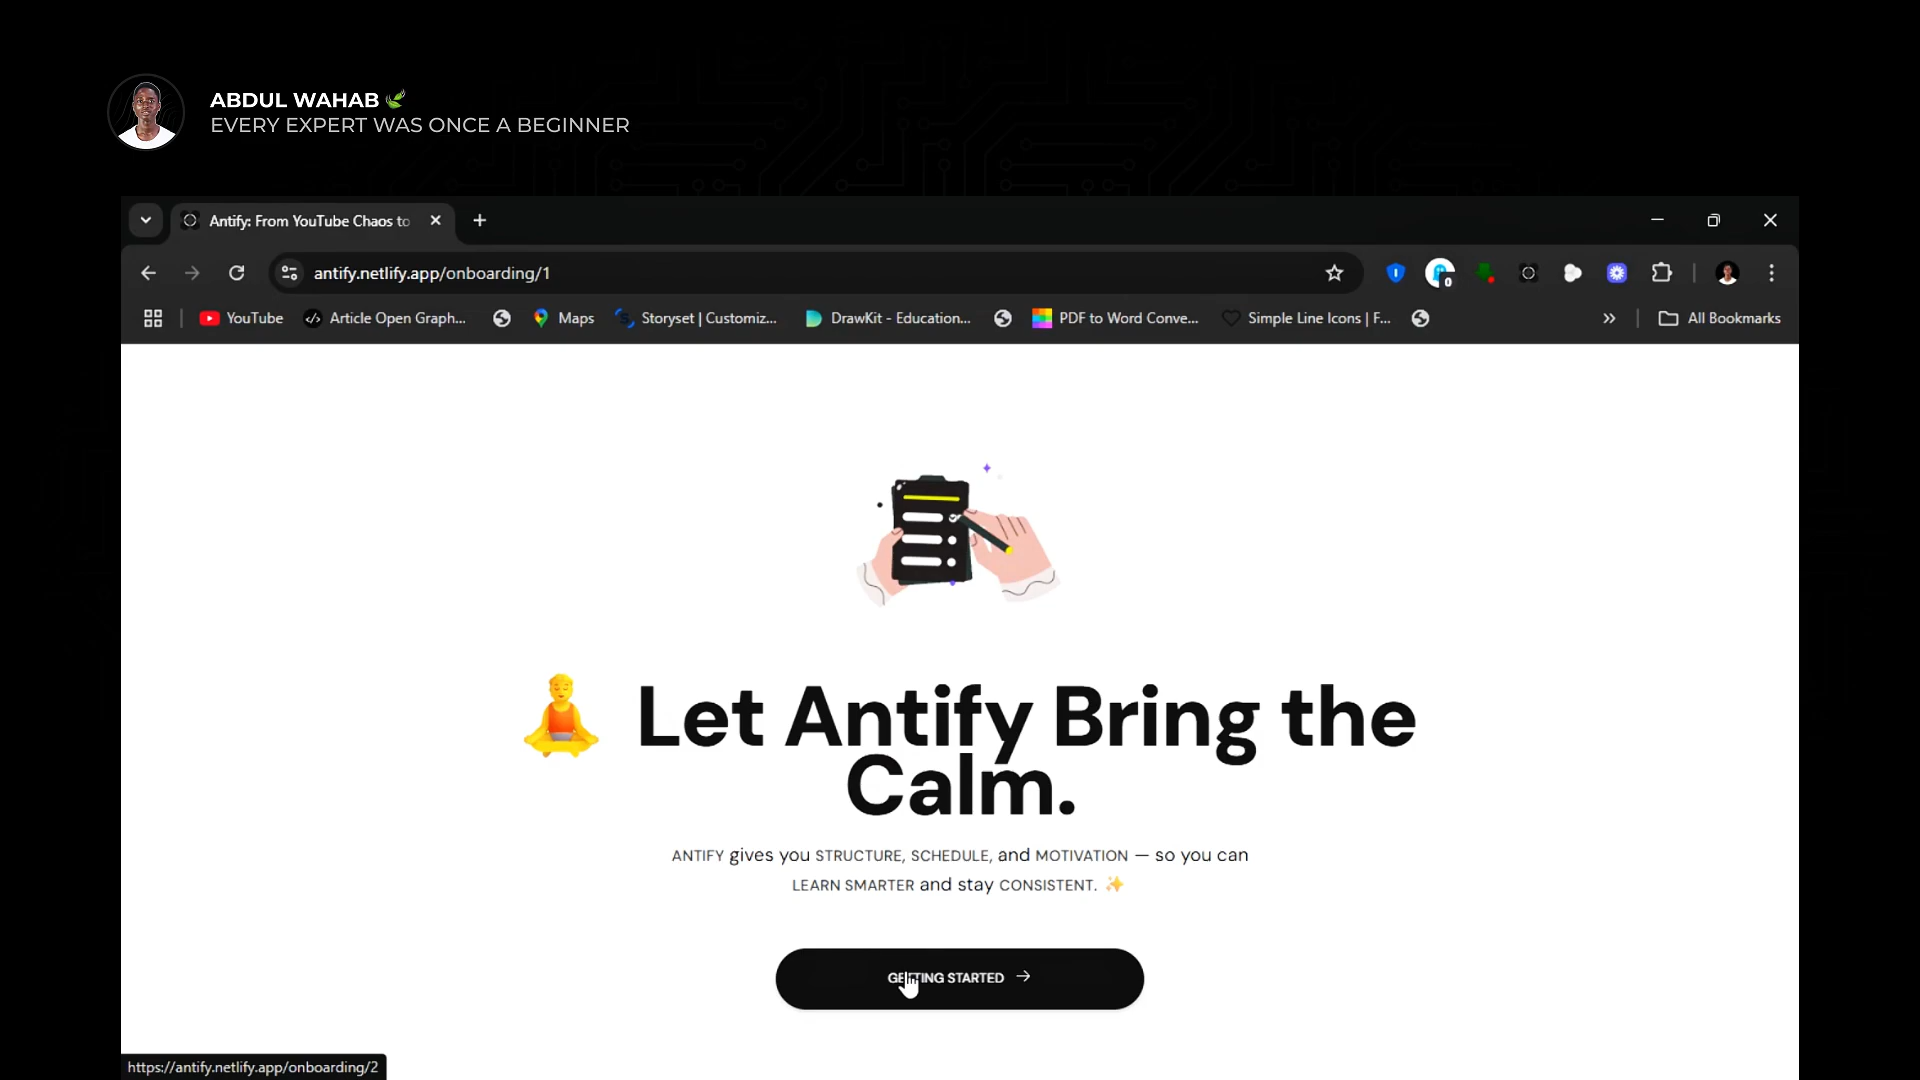 ABDUL WAHAB
EVERY EXPERT WAS ONCE A BEGINNER
Antify: From YouTube Chaos to
antify.netlify.app/onboarding/1
0
YouTube
Article Open Graph...
Maps
Storyset | Customiz...
DrawKit - Education...
PDF to Word Conve...
Simple Line Icons | F...
All Bookmarks
Let Antify Bring the
Calm.
ANTIFY gives you STRUCTURE, SCHEDULE, and MOTIVATION — so you can
LEARN SMARTER and stay CONSISTENT.
GETTING STARTED
https://antify.netlify.app/onboarding/2